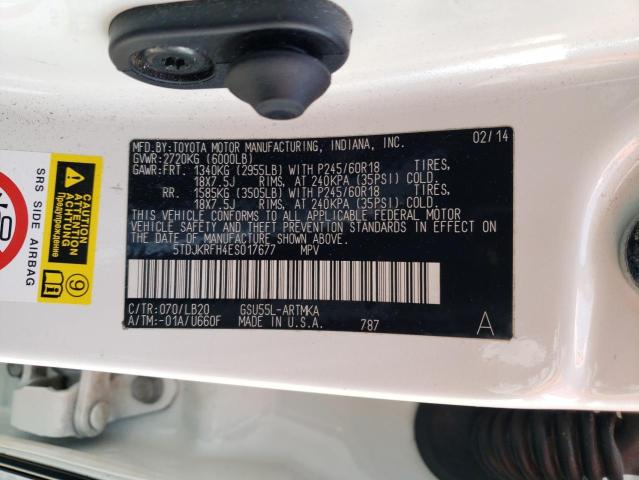 MFD.BY:TOYOTA MOTOR MANUFACTURING, INDIANA, INC. 02/14
GVWR:2720KG (6000LB)
GAWR:FRT. 1340KG (2955LB) WITH P245/60R18 TIRES,
18X7.5J RIMS, AT 240KPA (35PSI) COLD.
RR. 1585KG (3505LB) WITH P245/60R18 TIRES,
18X7.5J RIMS, AT 240KPA (35PSI) COLD.
THIS VEHICLE CONFORMS TO ALL APPLICABLE FEDERAL MOTOR
VEHICLE SAFETY AND THEFT PREVENTION STANDARDS IN EFFECT ON
THE DATE OF MANUFACTURE SHOWN ABOVE.
5TDJKRFH4ES017677 MPV
C/TR:070/LB20 GSU55L-ARTMKA
A/TM:-01A/U660F MADE IN U.S.A. 787 A
SRS SIDE AIRBAG
CAUTION
ATTENTION
ACHTUNG
Предупреждение
9